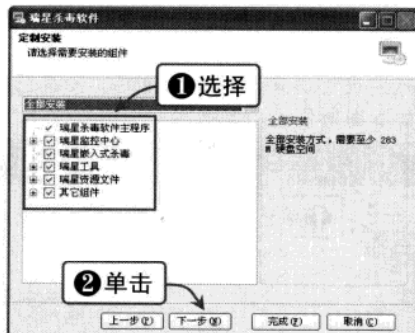 瑞星杀毒软件
定制安装
请选择需要安装的组件
❶选择
全部安装
瑞星杀毒软件主程序
瑞星监控中心
瑞星嵌入式杀毒
瑞星工具
瑞星资源文件
其它组件
全部安装
全部安装方式，需要至少 283
M 硬盘空间
❷单击
上一步(P)
下一步(N)
完成(F)
取消(C)